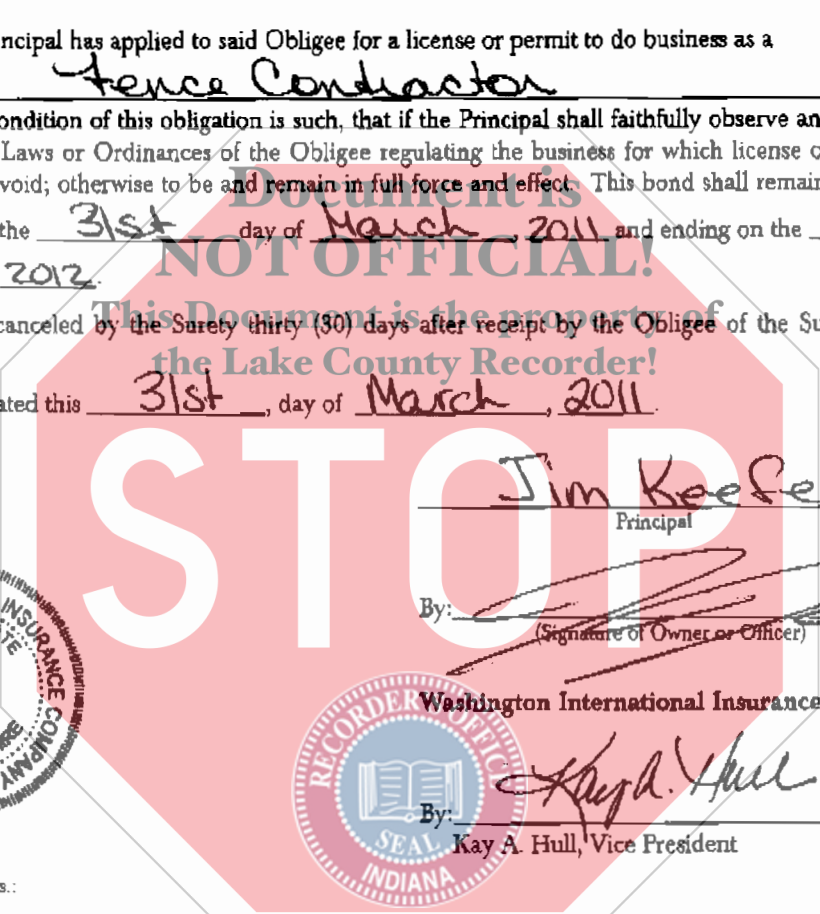 ncipal has applied to said Obligee for a license or permit to do business as a
Fence Contractor
ondition of this obligation is such, that if the Principal shall faithfully observe an
Laws or Ordinances of the Obligee regulating the business for which license o
void; otherwise to be and remain in full force and effect. This bond shall remain
Document is
the 31st day of March, 2011 and ending on the
NOT OFFICIAL!
2012.
This Document is the property of
canceled by the Surety thirty (30) days after receipt by the Obligee of the Su
the Lake County Recorder!
ated this 31st, day of March, 2011.
STOP
Jim Keefe
Principal
By:
(Signature of Owner or Officer)
INSURANCE COMPANY
Washington International Insurance
RECORDER'S OFFICE
SEAL
INDIANA
By: Kay A. Hull
Kay A. Hull, Vice President
s.: